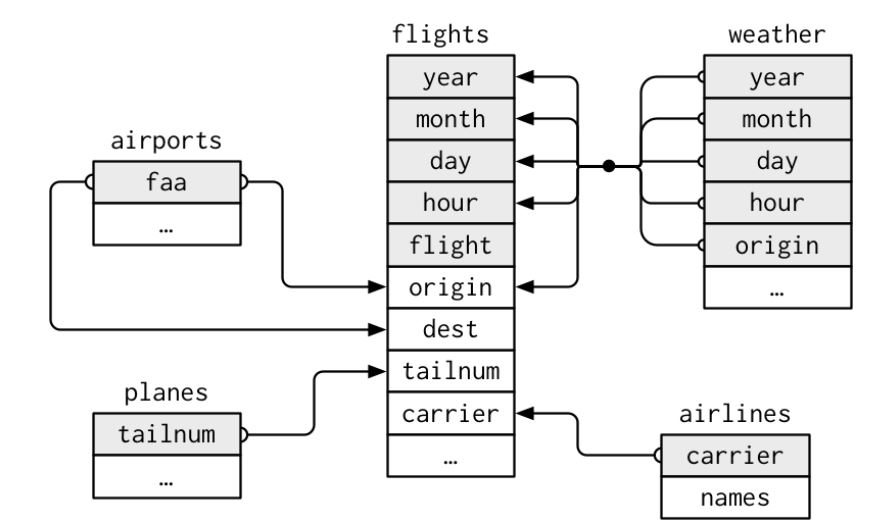 flights
year
month
day
hour
flight
origin
dest
tailnum
carrier
…
weather
year
month
day
hour
origin
…
airports
faa
…
planes
tailnum
…
airlines
carrier
names